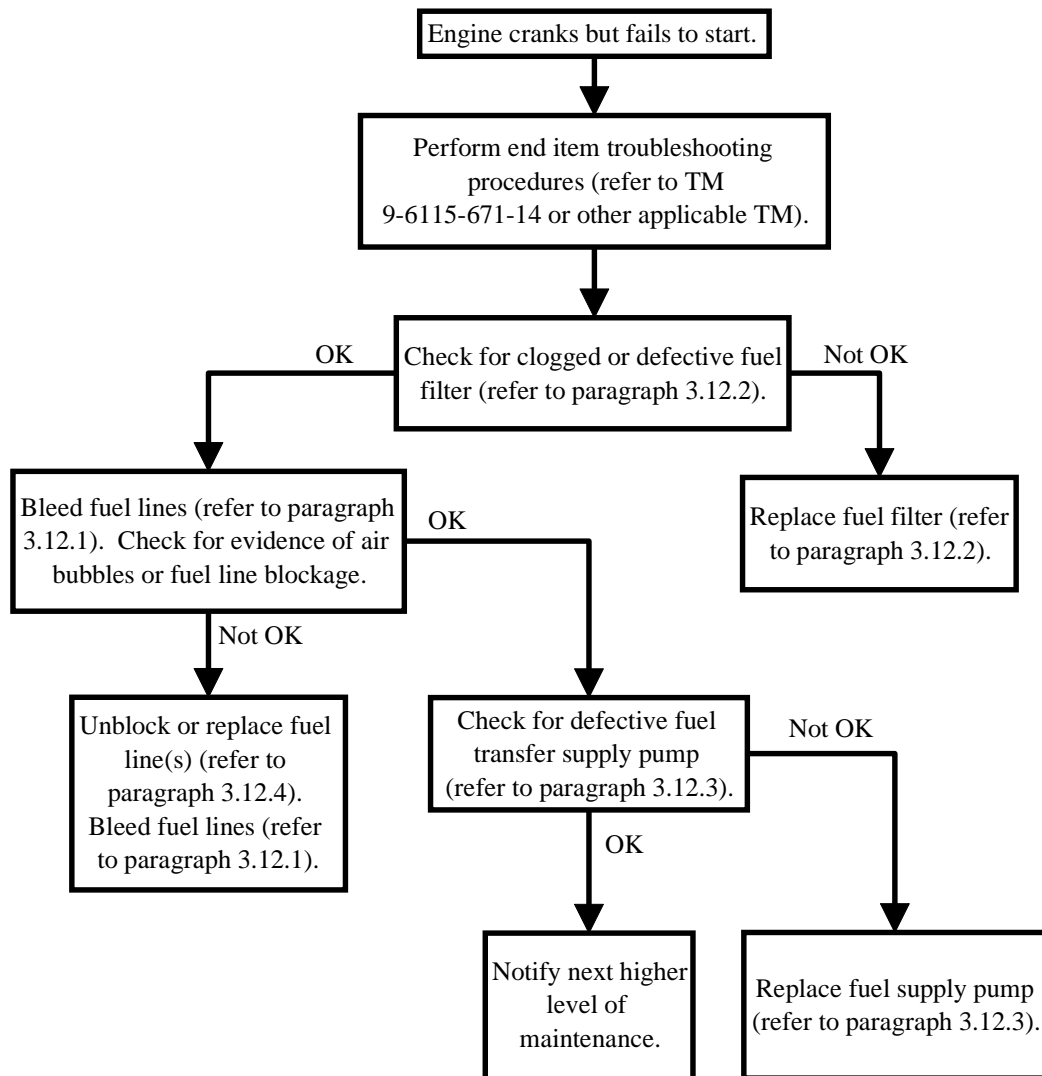 Engine cranks but fails to start.
Perform end item troubleshooting
procedures (refer to TM
9-6115-671-14 or other applicable TM).
OK
Check for clogged or defective fuel
filter (refer to paragraph 3.12.2).
Not OK
Bleed fuel lines (refer to paragraph
3.12.1).  Check for evidence of air
bubbles or fuel line blockage.
OK
Replace fuel filter (refer
to paragraph 3.12.2).
Not OK
Unblock or replace fuel
line(s) (refer to
paragraph 3.12.4).
Bleed fuel lines (refer
to paragraph 3.12.1).
Check for defective fuel
transfer supply pump
(refer to paragraph 3.12.3).
Not OK
OK
Notify next higher
level of
maintenance.
Replace fuel supply pump
(refer to paragraph 3.12.3).